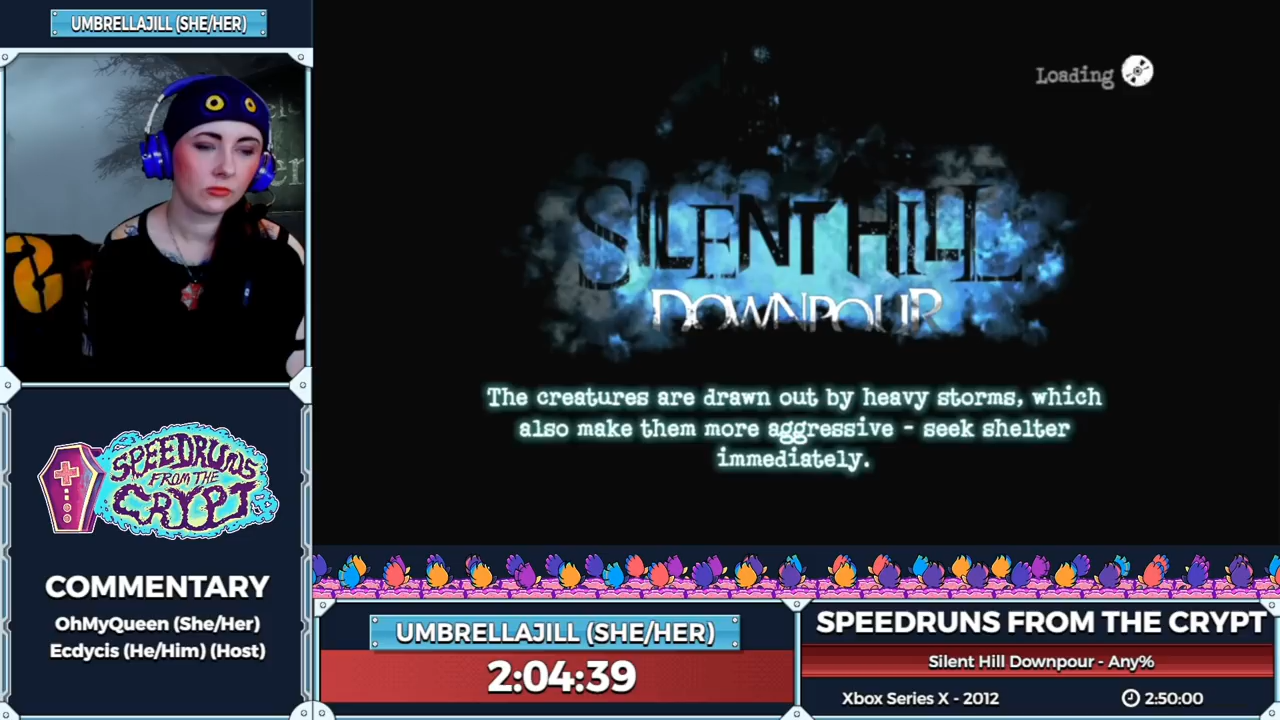 UMBRELLAJILL (SHE/HER)
Loading
SILENT HILL
DOWNPOUR
The creatures are drawn out by heavy storms, which
also make them more aggressive - seek shelter
immediately.
SPEEDRUNS
FROM THE
CRYPT
COMMENTARY
OhMyQueen (She/Her)
Ecdycis (He/Him) (Host)
UMBRELLAJILL (SHE/HER)
2:04:39
SPEEDRUNS FROM THE CRYPT
Silent Hill Downpour - Any%
Xbox Series X - 2012
2:50:00